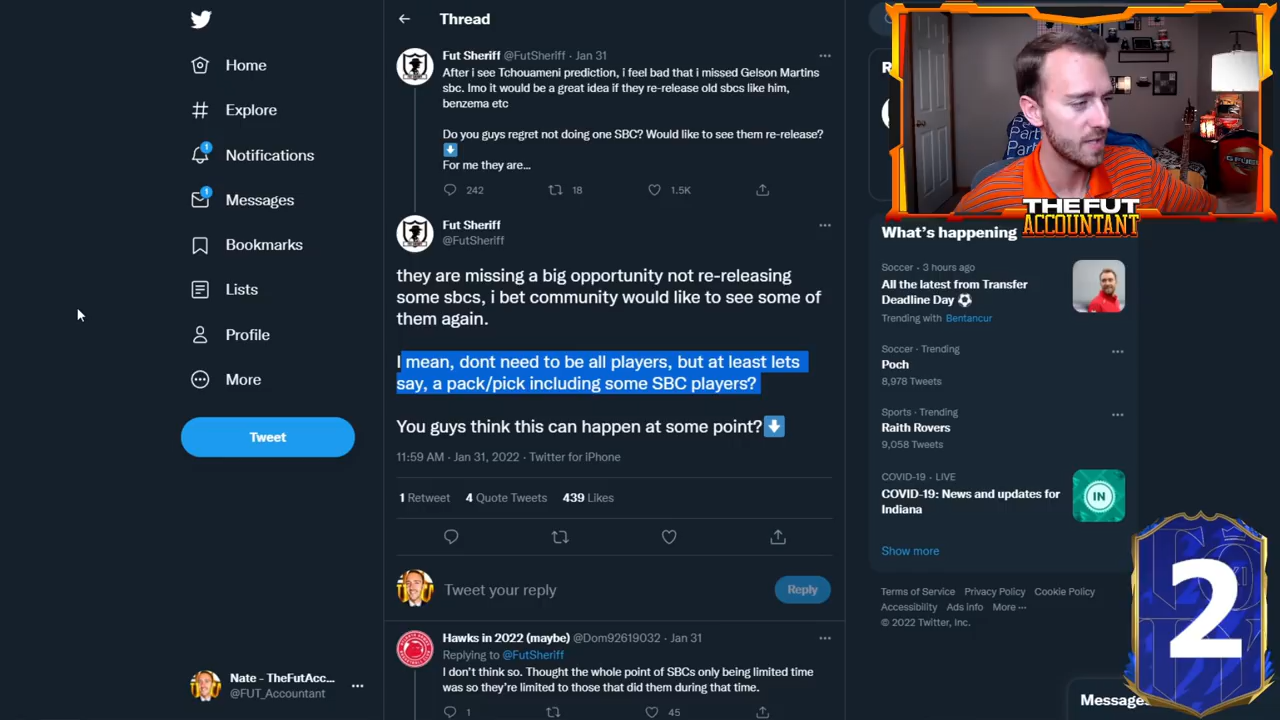 Home
Explore
1
Notifications
1
Messages
Bookmarks
Lists
Profile
More
Tweet
Nate - TheFutAcc...
@FUT_Accountant
Thread
Fut Sheriff @FutSheriff · Jan 31
After i see Tchouameni prediction, i feel bad that i missed Gelson Martins
sbc. Imo it would be a great idea if they re-release old sbcs like him,
benzema etc
Do you guys regret not doing one SBC? Would like to see them re-release?
For me they are...
242 18 1.5K
Fut Sheriff
@FutSheriff
they are missing a big opportunity not re-releasing
some sbcs, i bet community would like to see some of
them again.
I mean, dont need to be all players, but at least lets
say, a pack/pick including some SBC players?
You guys think this can happen at some point?
11:59 AM · Jan 31, 2022 · Twitter for iPhone
1 Retweet 4 Quote Tweets 439 Likes
Tweet your reply
Reply
Hawks in 2022 (maybe) @Dom92619032 · Jan 31
Replying to @FutSheriff
I don't think so. Thought the whole point of SBCs only being limited time
was so they're limited to those that did them during that time.
1 45
THE FUT
ACCOUNTANT
What's happening
Soccer · 3 hours ago
All the latest from Transfer
Deadline Day
Trending with Bentancur
Soccer · Trending
Poch
8,978 Tweets
Sports · Trending
Raith Rovers
9,058 Tweets
COVID-19 · LIVE
COVID-19: News and updates for
Indiana
IN
Show more
Terms of Service Privacy Policy Cookie Policy
Accessibility Ads info More
© 2022 Twitter, Inc.
Messages
2